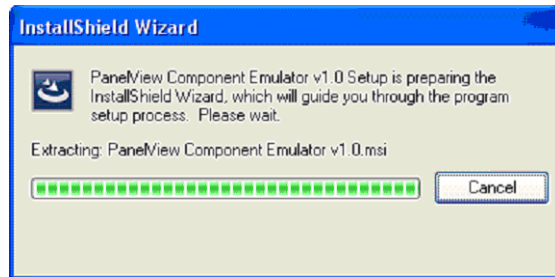 InstallShield Wizard
PanelView Component Emulator v1.0 Setup is preparing the
InstallShield Wizard, which will guide you through the program
setup process. Please wait.
Extracting: PanelView Component Emulator v1.0.msi
Cancel